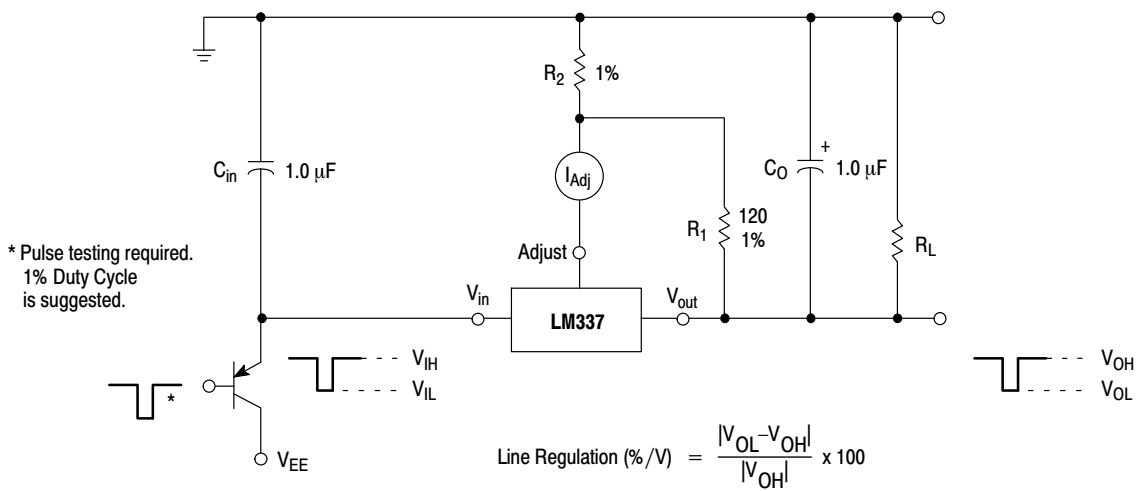 R2
1%
Cin
1.0 μF
IAdj
CO
+
1.0 μF
R1
120
1%
RL
* Pulse testing required.
1% Duty Cycle
is suggested.
Adjust
Vin
LM337
Vout
VIH
VIL
*
VEE
VOH
VOL
Line Regulation (%/V) = |VOL–VOH| / |VOH| x 100